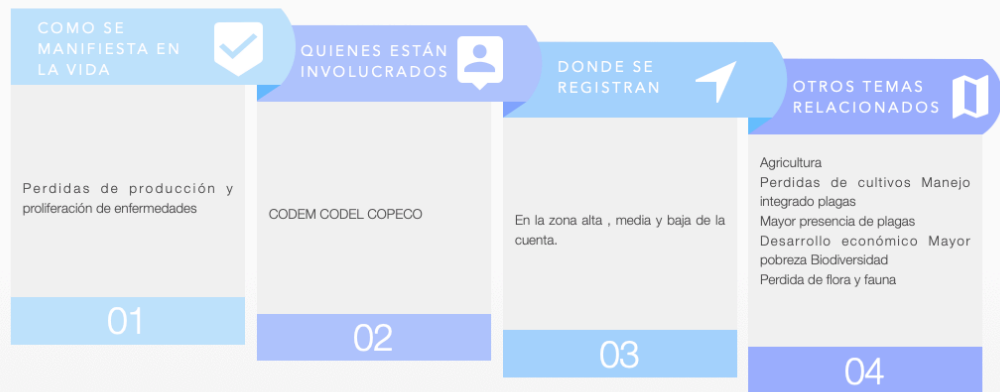 COMO SE
MANIFIESTA EN
LA VIDA
Perdidas de producción y
proliferación de enfermedades
01
QUIENES ESTÁN
INVOLUCRADOS
CODEM CODEL COPECO
02
DONDE SE
REGISTRAN
En la zona alta , media y baja de la
cuenta.
03
OTROS TEMAS
RELACIONADOS
Agricultura
Perdidas de cultivos Manejo
integrado plagas
Mayor presencia de plagas
Desarrollo económico Mayor
pobreza Biodiversidad
Perdida de flora y fauna
04